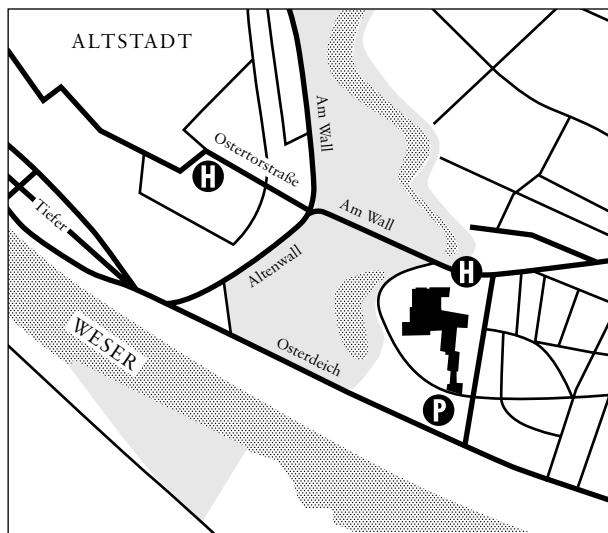 ALTSTADT
Am Wall
Ostertorstraße
H
Am Wall
Tiefer
Altenwall
H
WESER
Osterdeich
P